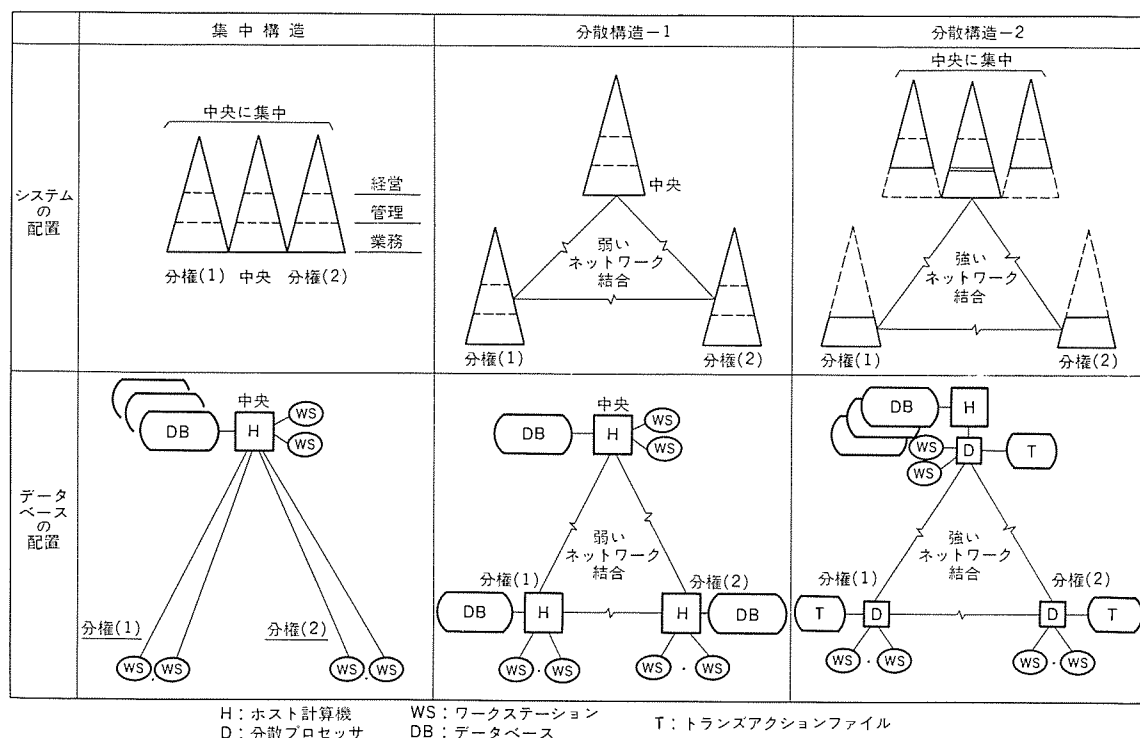 集中構造
分散構造−1
分散構造−2
システム
の
配置
中央に集中
経営
管理
業務
分権(1) 中央 分権(2)
中央
弱い
ネットワーク
結合
分権(1)
分権(2)
中央に集中
強い
ネットワーク
結合
分権(1)
分権(2)
データ
ベース
の
配置
中央
DB
H
WS
WS
分権(1)
分権(2)
WS
WS
WS
WS
中央
DB
H
WS
WS
弱い
ネットワーク
結合
分権(1)
分権(2)
DB
H
H
DB
WS
WS
WS
WS
DB
H
WS
WS
D
T
強い
ネットワーク
結合
分権(1)
分権(2)
T
D
D
T
WS
WS
WS
WS
H:ホスト計算機
D:分散プロセッサ
WS:ワークステーション
DB:データベース
T:トランズアクションファイル